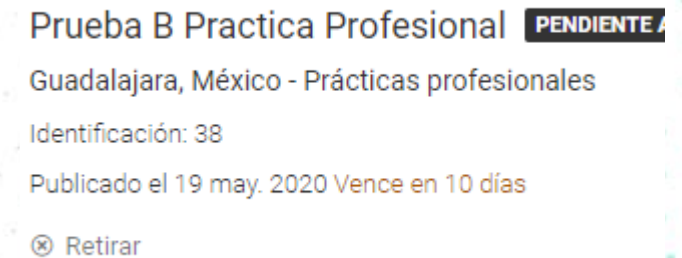 Prueba B Practica Profesional PENDIENTE
Guadalajara, México - Prácticas profesionales
Identificación: 38
Publicado el 19 may. 2020 Vence en 10 días
Retirar